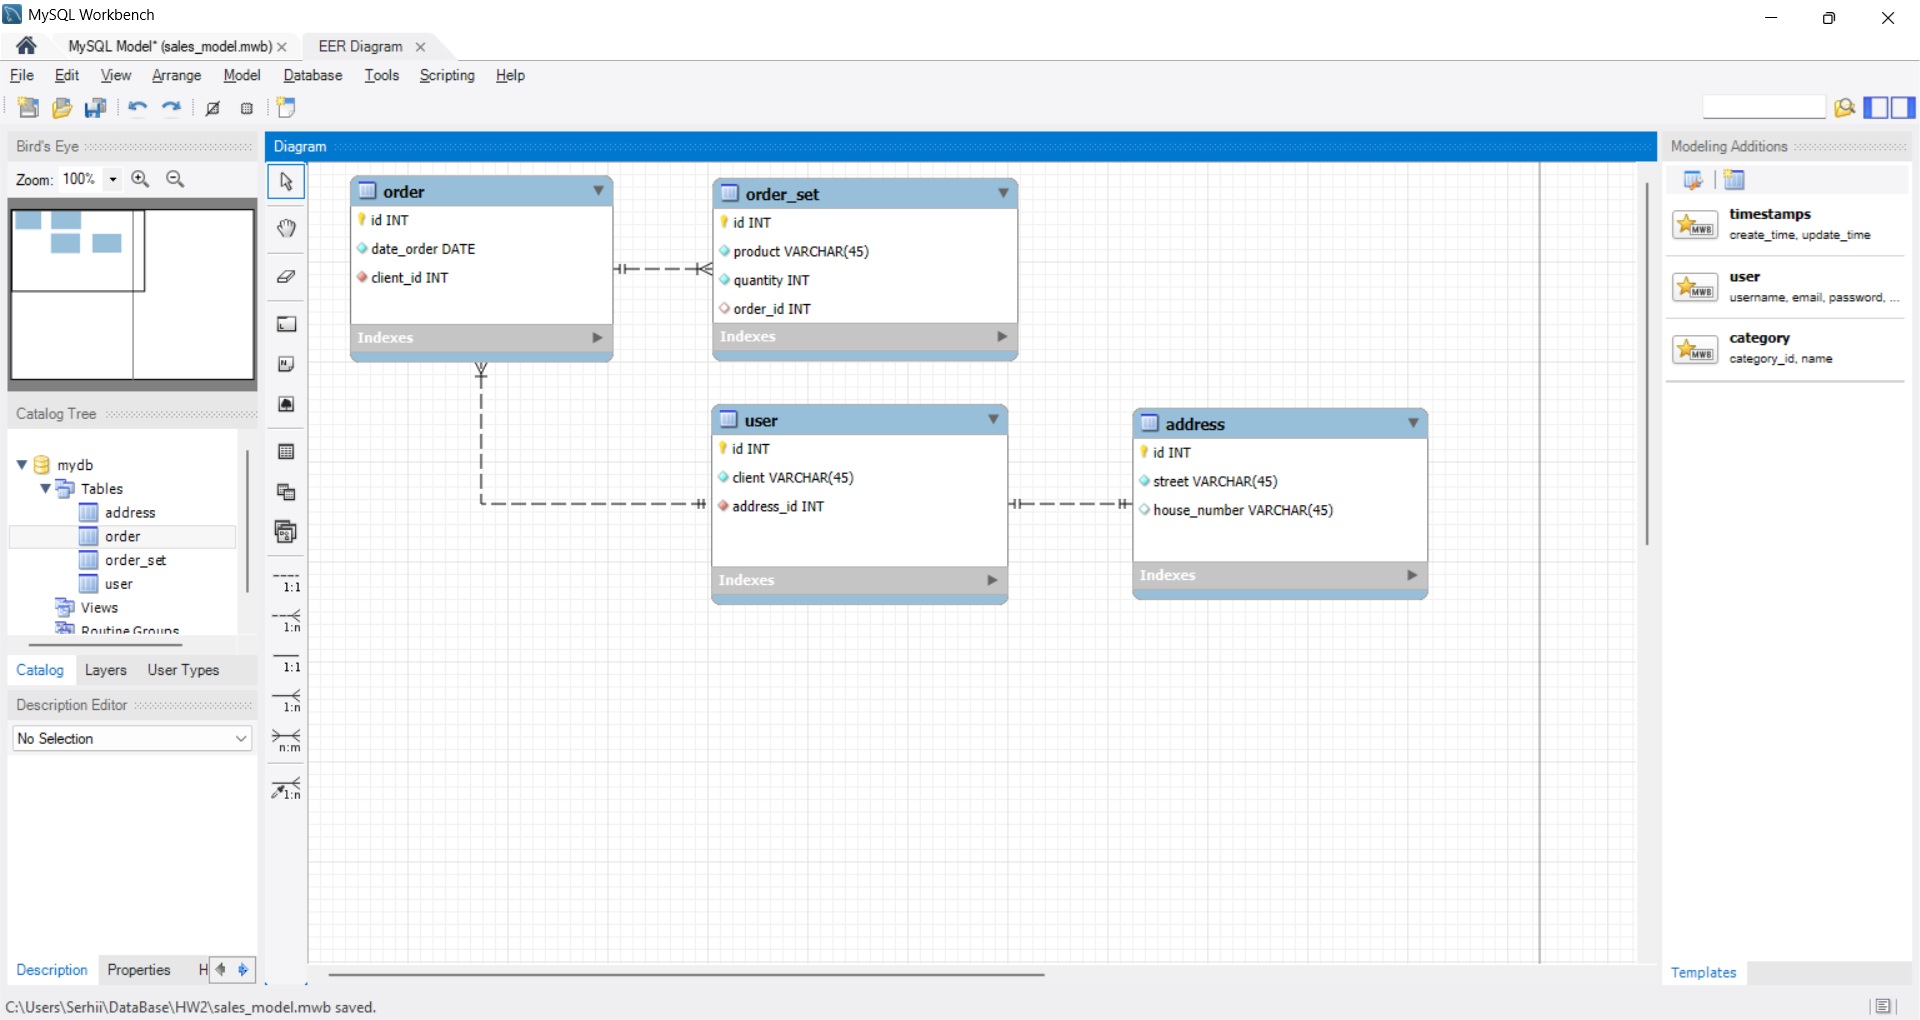 MySQL Workbench
MySQL Model* (sales_model.mwb)
EER Diagram
File Edit View Arrange Model Database Tools Scripting Help
Bird's Eye
Zoom: 100%
Catalog Tree
mydb
Tables
address
order
order_set
user
Views
Routine Groups
Catalog Layers User Types
Description Editor
No Selection
Description Properties H
Diagram
1:1
1:n
1:1
1:n
n:m
1:n
order
id INT
date_order DATE
client_id INT
Indexes
order_set
id INT
product VARCHAR(45)
quantity INT
order_id INT
Indexes
user
id INT
client VARCHAR(45)
address_id INT
Indexes
address
id INT
street VARCHAR(45)
house_number VARCHAR(45)
Indexes
Modeling Additions
MWB
timestamps
create_time, update_time
MWB
user
username, email, password, ...
MWB
category
category_id, name
Templates
C:\Users\Serhii\DataBase\HW2\sales_model.mwb saved.